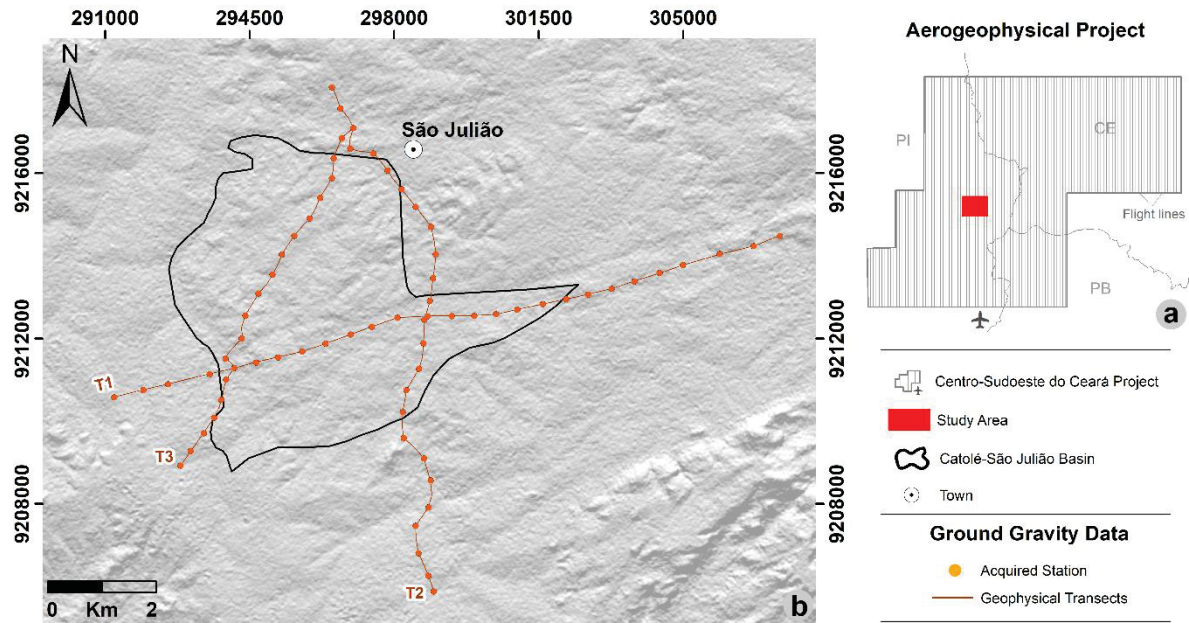 291000 294500 298000 301500 305000
N
São Julião
9216000 9216000
9212000 9212000
9208000 9208000
T1
T3
T2
0 Km 2
b
Aerogeophysical Project
PI
CE
Flight lines
PB
a
Centro-Sudoeste do Ceará Project
Study Area
Catolé-São Julião Basin
Town
Ground Gravity Data
Acquired Station
Geophysical Transects